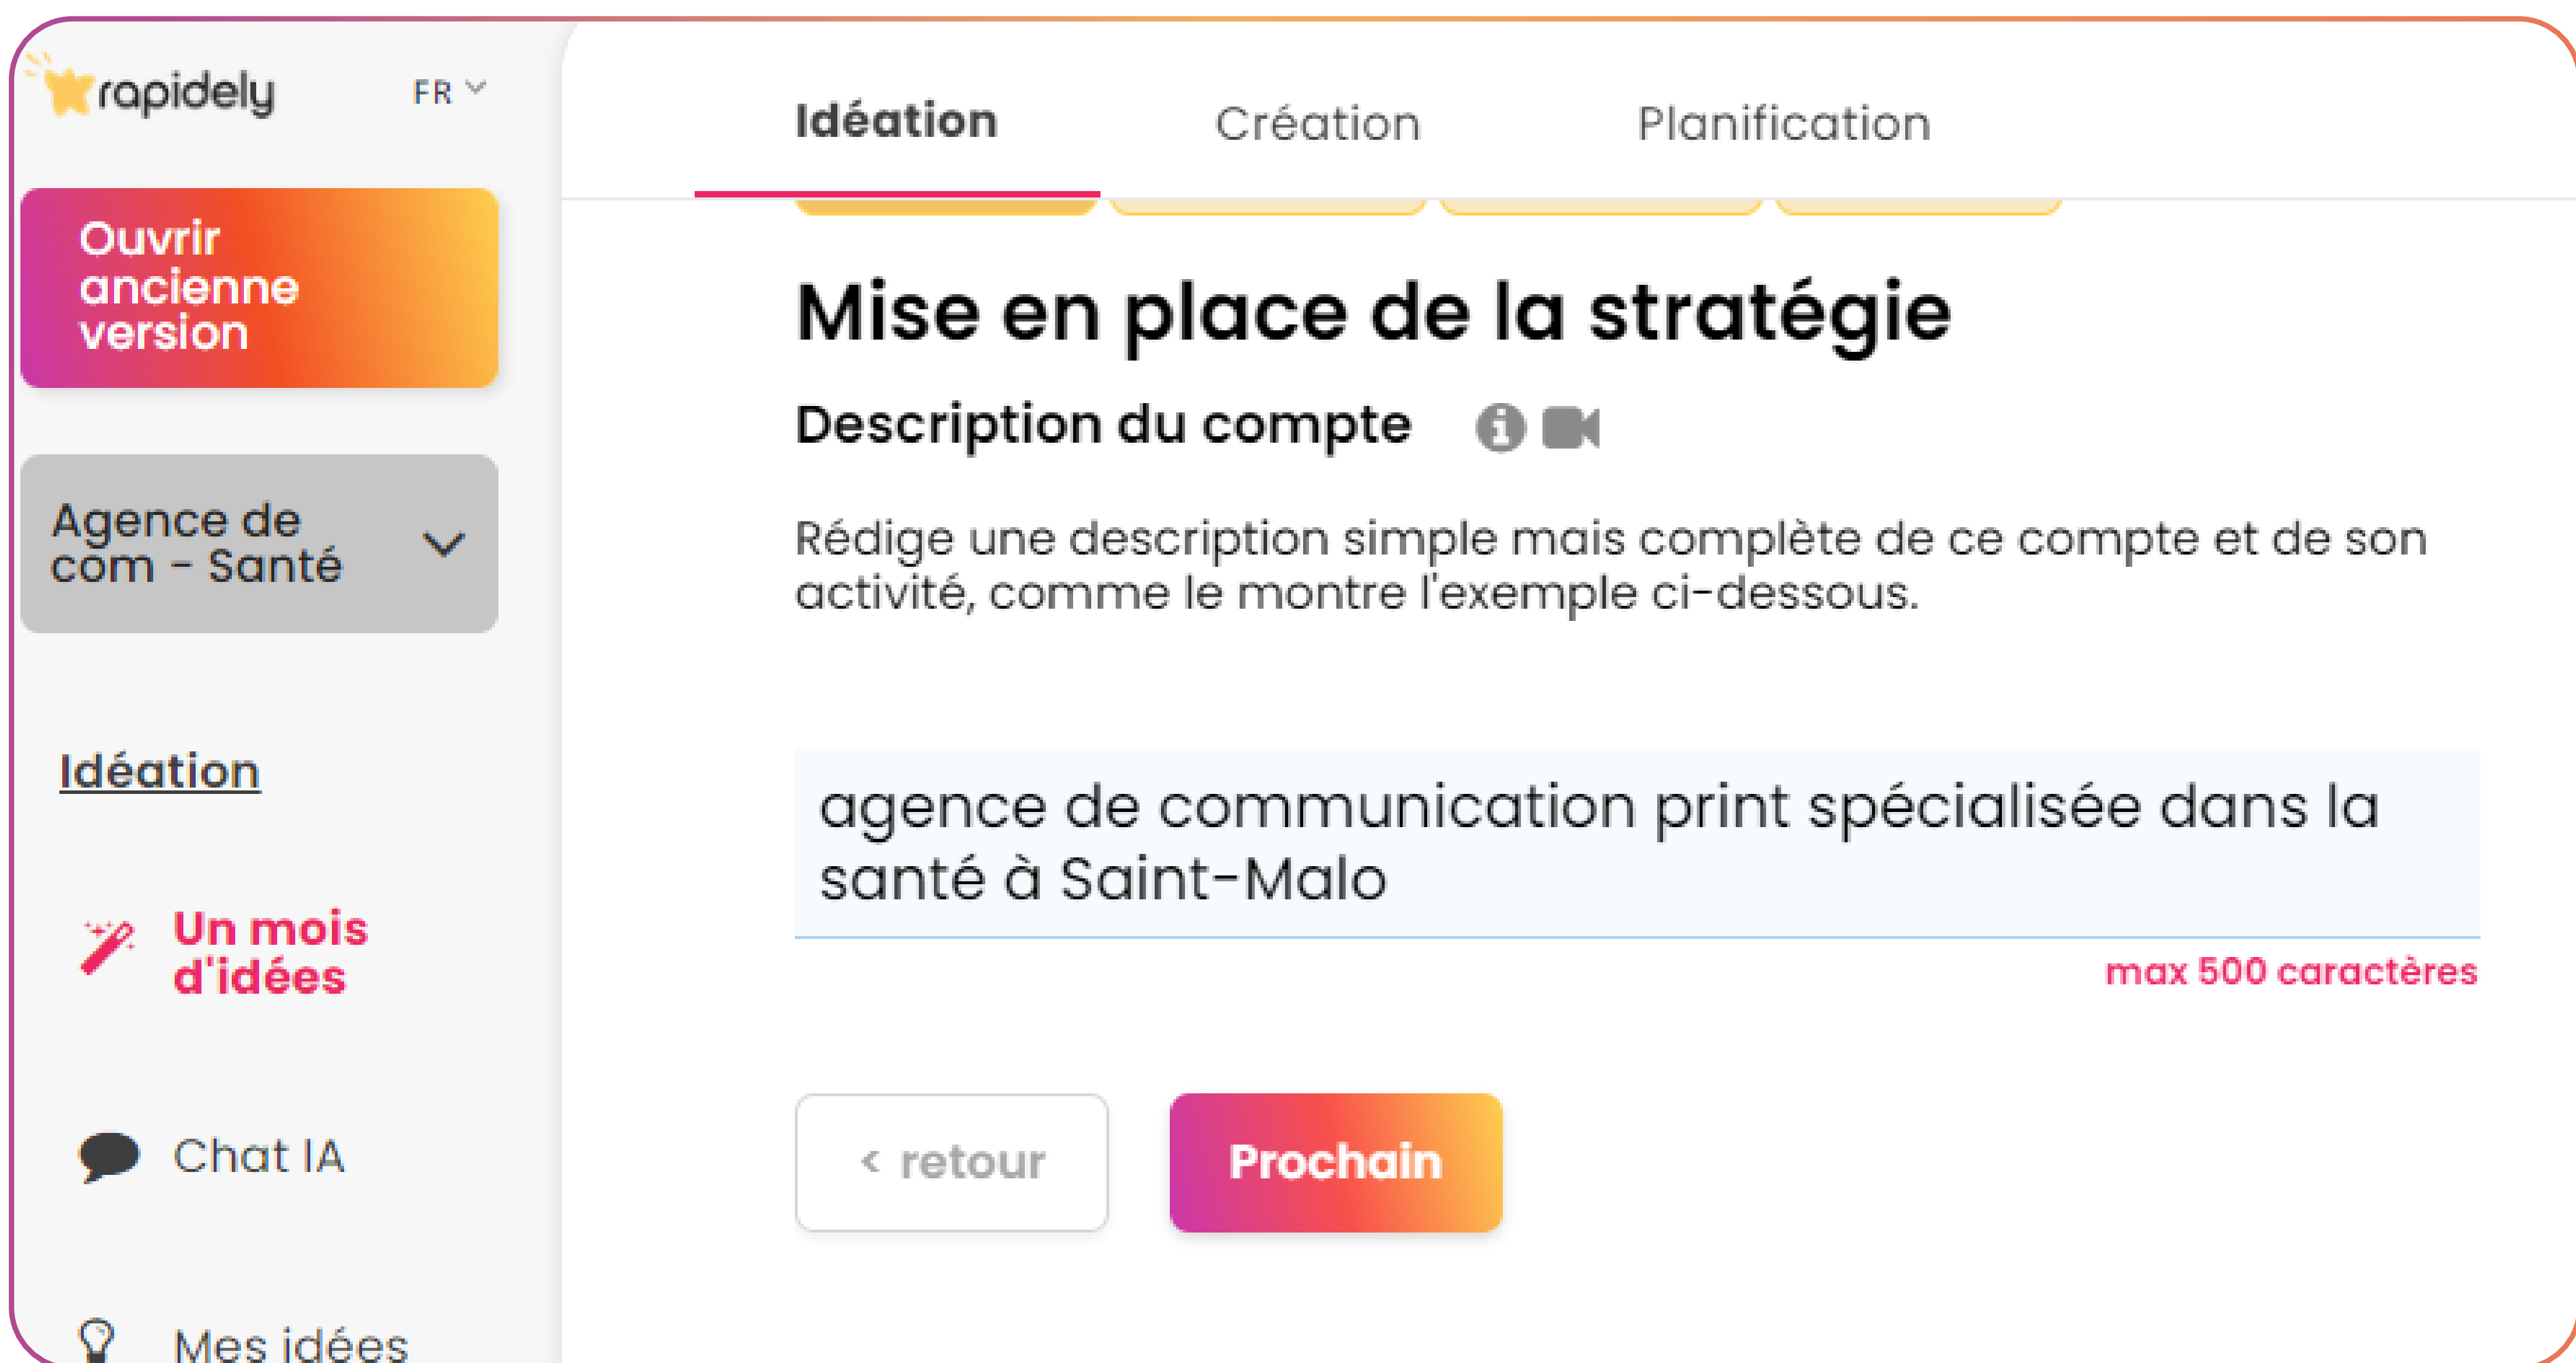 rapidely
FR
Ouvrir
ancienne
version
Agence de
com - Santé
Idéation
Un mois
d'idées
Chat IA
Mes idées
Idéation
Création
Planification
Mise en place de la stratégie
Description du compte
Rédige une description simple mais complète de ce compte et de son
activité, comme le montre l'exemple ci-dessous.
agence de communication print spécialisée dans la
santé à Saint-Malo
max 500 caractères
< retour
Prochain